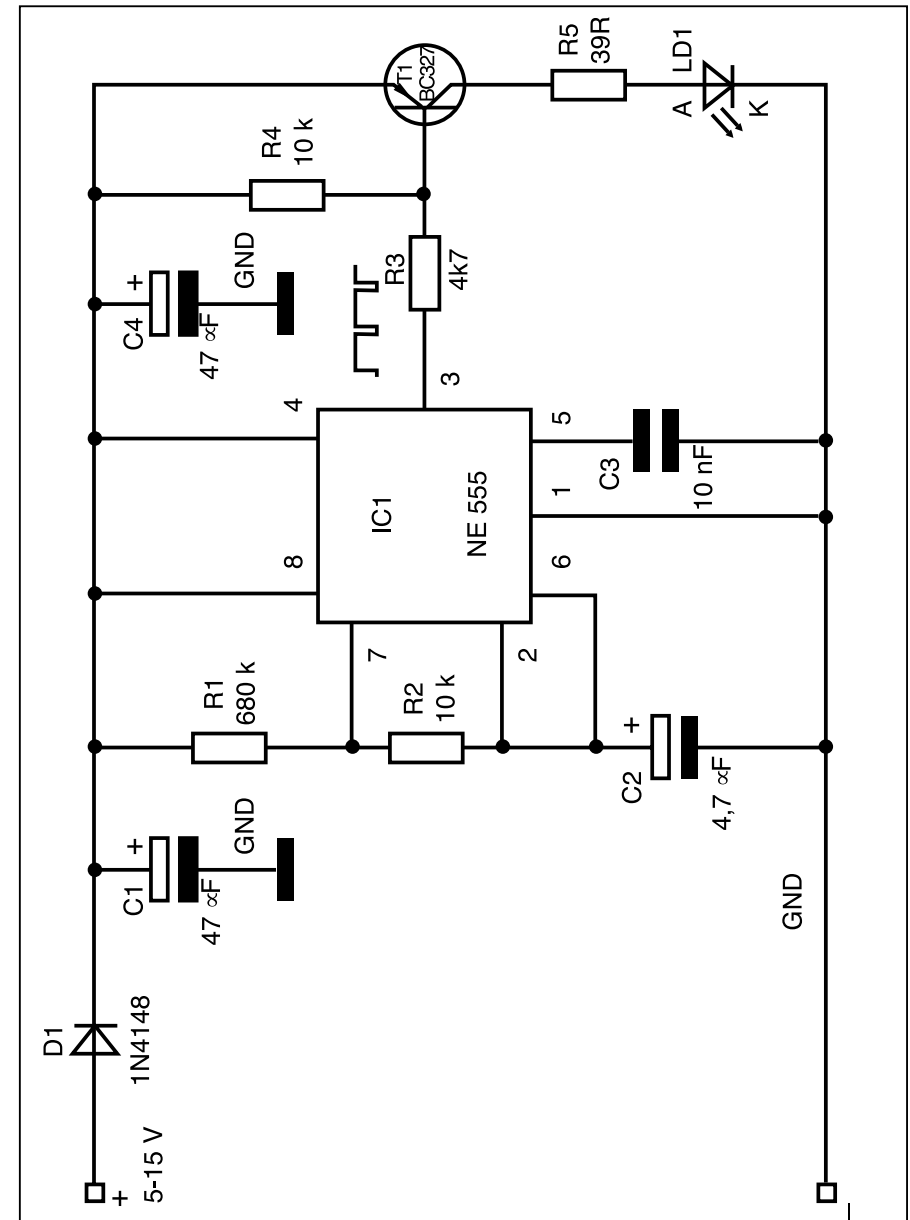 +
5-15 V
D1
1N4148
C1
+
47 ∝F
GND
R1
680 k
R2
10 k
C2
+
4,7 ∝F
7
2
8
4
6
1
5
3
IC1
NE 555
C3
10 nF
C4
+
47 ∝F
GND
R3
4k7
R4
10 k
T1
BC327
R5
39R
LD1
A
K
GND
_